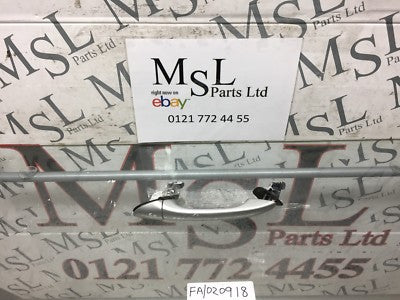 MSL
Parts Ltd
right now on
ebay
0121 772 44 55
MSL
Parts Ltd
0121 772 4455
FA/020918